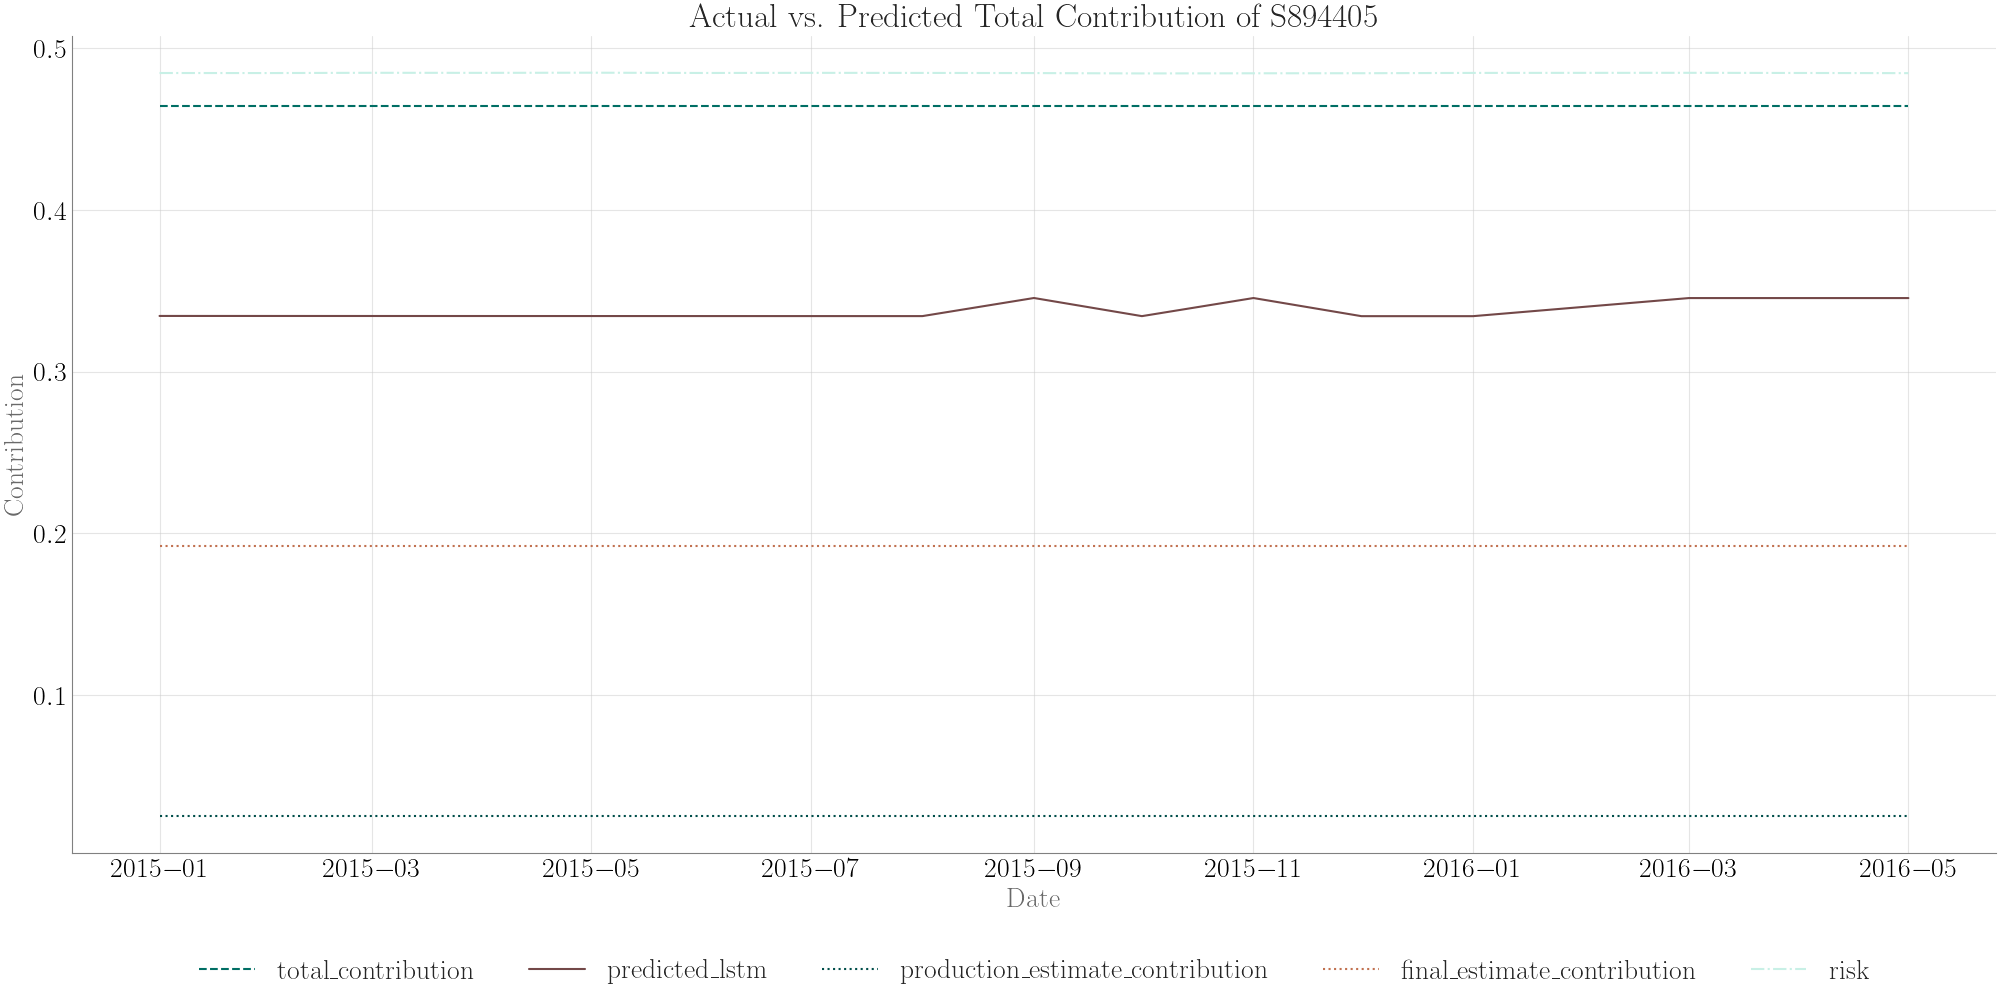 Actual vs. Predicted Total Contribution of S894405
0.5
0.4
0.3
0.2
0.1
Contribution
2015–01 2015–03 2015–05 2015–07 2015–09 2015–11 2016–01 2016–03 2016–05
Date
total_contribution predicted_lstm production_estimate_contribution final_estimate_contribution risk